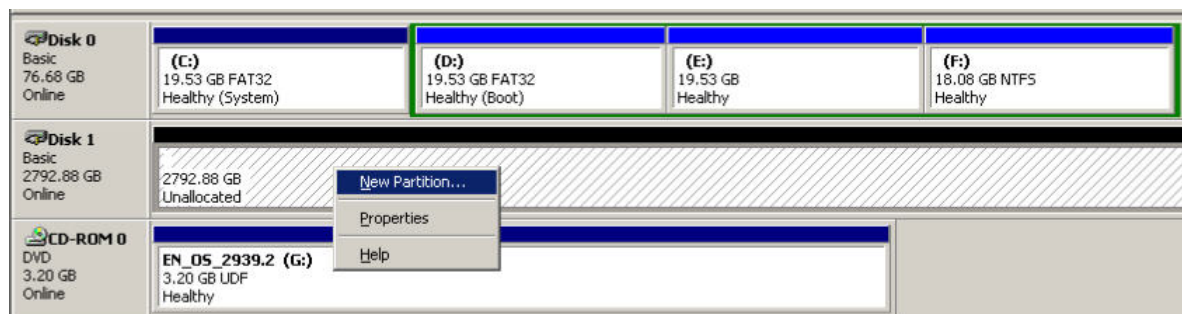 Disk 0
Basic
76.68 GB
Online
(C:)
19.53 GB FAT32
Healthy (System)
(D:)
19.53 GB FAT32
Healthy (Boot)
(E:)
19.53 GB
Healthy
(F:)
18.08 GB NTFS
Healthy
Disk 1
Basic
2792.88 GB
Online
2792.88 GB
Unallocated
New Partition...
Properties
Help
CD-ROM 0
DVD
3.20 GB
Online
EN_OS_2939.2 (G:)
3.20 GB UDF
Healthy